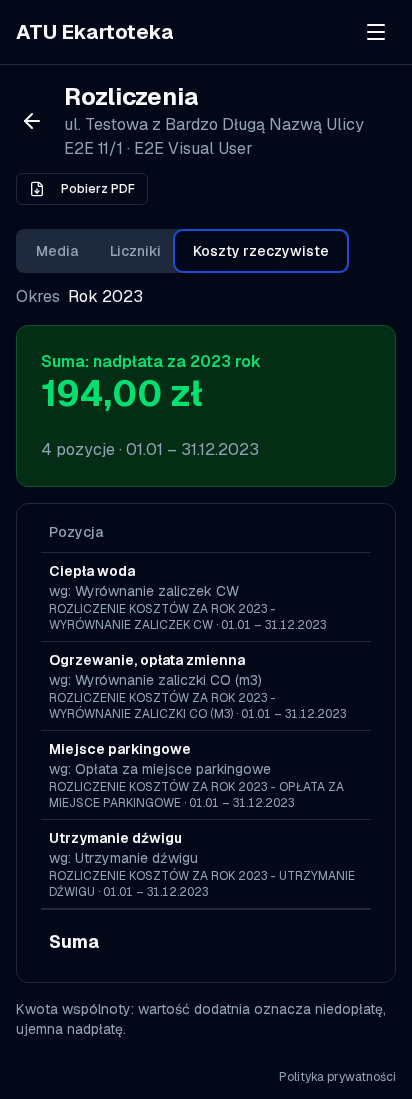 ATU Ekartoteka
Rozliczenia
ul. Testowa z Bardzo Długą Nazwą Ulicy
E2E 11/1 · E2E Visual User
Pobierz PDF
Media
Liczniki
Koszty rzeczywiste
Okres Rok 2023
Suma: nadpłata za 2023 rok
194,00 zł
4 pozycje · 01.01 – 31.12.2023
Pozycja
Ciepła woda
wg: Wyrównanie zaliczek CW
ROZLICZENIE KOSZTÓW ZA ROK 2023 -
WYRÓWNANIE ZALICZEK CW · 01.01 – 31.12.2023
Ogrzewanie, opłata zmienna
wg: Wyrównanie zaliczki CO (m3)
ROZLICZENIE KOSZTÓW ZA ROK 2023 -
WYRÓWNANIE ZALICZKI CO (M3) · 01.01 – 31.12.2023
Miejsce parkingowe
wg: Opłata za miejsce parkingowe
ROZLICZENIE KOSZTÓW ZA ROK 2023 - OPŁATA ZA
MIEJSCE PARKINGOWE · 01.01 – 31.12.2023
Utrzymanie dźwigu
wg: Utrzymanie dźwigu
ROZLICZENIE KOSZTÓW ZA ROK 2023 - UTRZYMANIE
DŹWIGU · 01.01 – 31.12.2023
Suma
Kwota wspólnoty: wartość dodatnia oznacza niedopłatę,
ujemna nadpłatę.
Polityka prywatności